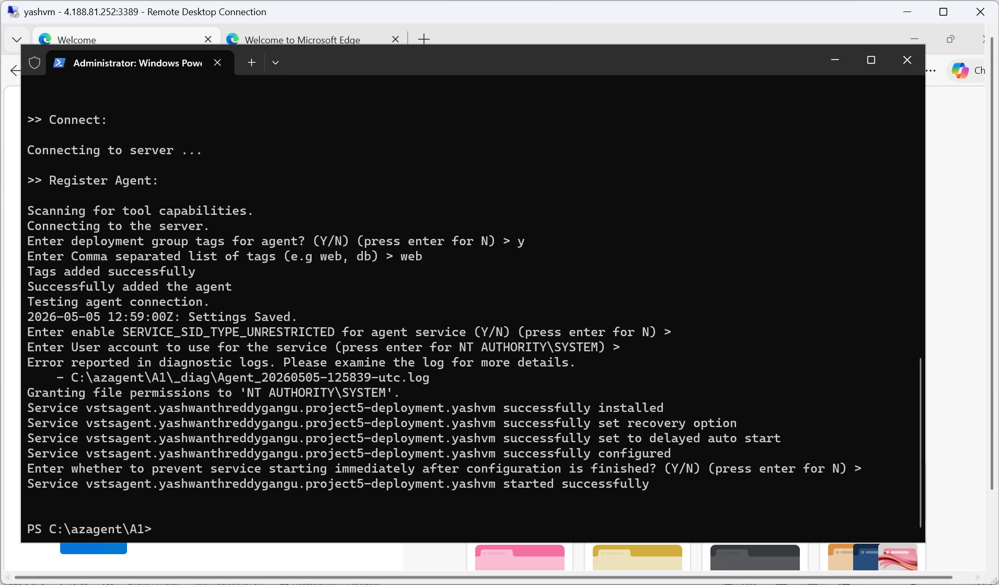 yashvm - 4.188.81.252:3389 - Remote Desktop Connection
Welcome
Welcome to Microsoft Edge
Administrator: Windows Powe
Ch
>> Connect:
Connecting to server ...
>> Register Agent:
Scanning for tool capabilities.
Connecting to the server.
Enter deployment group tags for agent? (Y/N) (press enter for N) > y
Enter Comma separated list of tags (e.g web, db) > web
Tags added successfully
Successfully added the agent
Testing agent connection.
2026-05-05 12:59:00Z: Settings Saved.
Enter enable SERVICE_SID_TYPE_UNRESTRICTED for agent service (Y/N) (press enter for N) >
Enter User account to use for the service (press enter for NT AUTHORITY\SYSTEM) >
Error reported in diagnostic logs. Please examine the log for more details.
- C:\azagent\A1\_diag\Agent_20260505-125839-utc.log
Granting file permissions to 'NT AUTHORITY\SYSTEM'.
Service vstsagent.yashwanthreddygangu.project5-deployment.yashvm successfully installed
Service vstsagent.yashwanthreddygangu.project5-deployment.yashvm successfully set recovery option
Service vstsagent.yashwanthreddygangu.project5-deployment.yashvm successfully set to delayed auto start
Service vstsagent.yashwanthreddygangu.project5-deployment.yashvm successfully configured
Enter whether to prevent service starting immediately after configuration is finished? (Y/N) (press enter for N) >
Service vstsagent.yashwanthreddygangu.project5-deployment.yashvm started successfully
PS C:\azagent\A1>